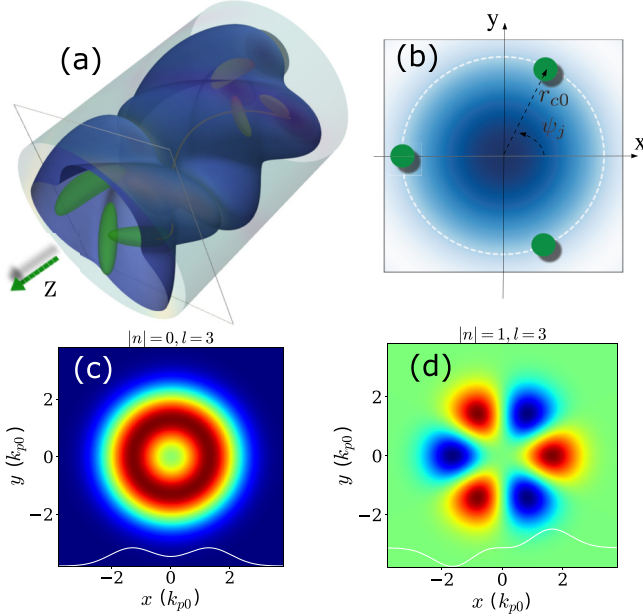 (a)
z
y
(b)
r_{c0}
ψ_j
x
|n|=0, l=3
(c)
y (k_{p0})
2
0
−2
−2 0 2
x (k_{p0})
|n|=1, l=3
(d)
y (k_{p0})
2
0
−2
−2 0 2
x (k_{p0})